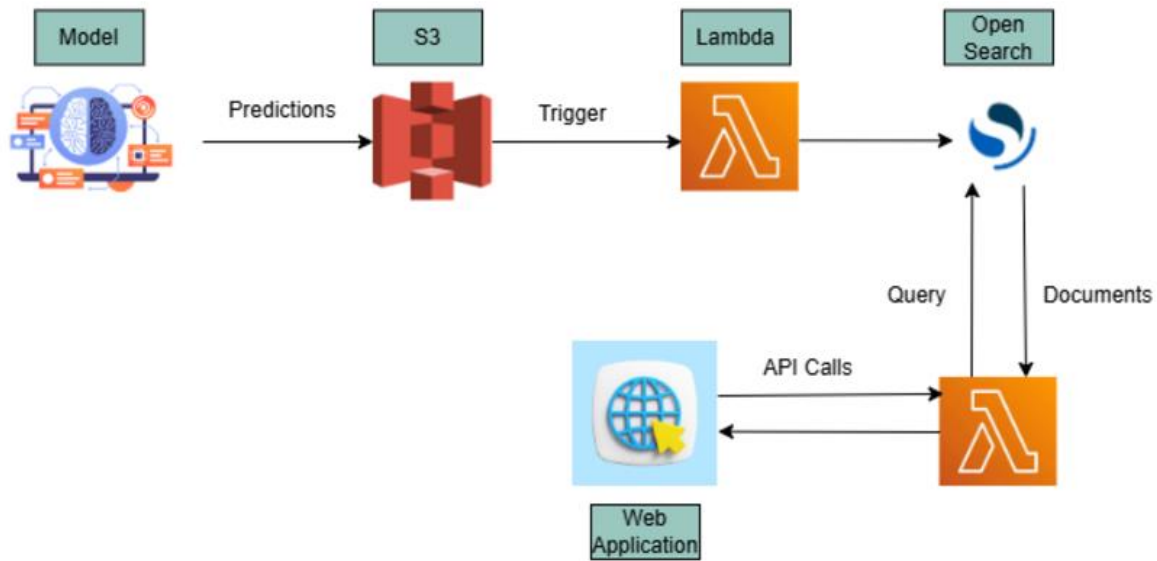 Model
S3
Lambda
Open
Search
Predictions
Trigger
Query
Documents
API Calls
Web
Application